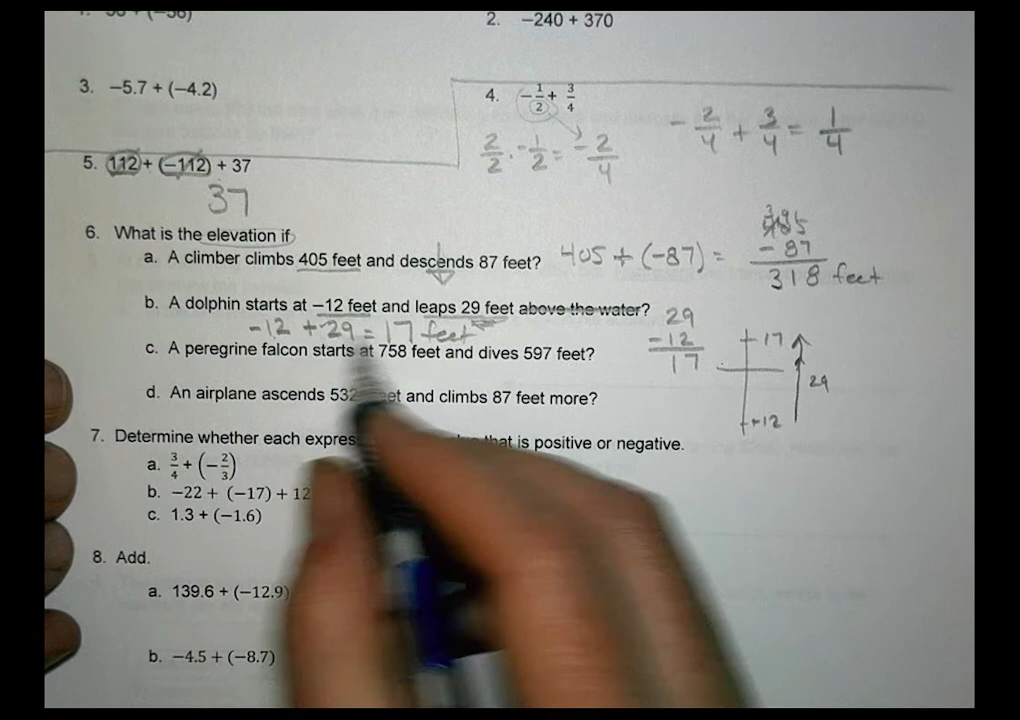 2. −240 + 370
3. −5.7 + (−4.2)
4. −1/2 + 3/4
2/2 · -1/2 = -2/4
- 2/4 + 3/4 = 1/4
5. 112 + (−112) + 37
37
6. What is the elevation if
a. A climber climbs 405 feet and descends 87 feet?
405 + (-87) =
- 87
318 feet
b. A dolphin starts at −12 feet and leaps 29 feet above the water?
-12 + 29 = 17 feet
29
-12
17
+ 17
29
-12
c. A peregrine falcon starts at 758 feet and dives 597 feet?
d. An airplane ascends and climbs 87 feet more?
7. Determine whether each that is positive or negative.
a. 3/4 + (−2/3)
b. −22 + (−17) + 12
c. 1.3 + (−1.6)
8. Add.
a. 139.6 + (−12.9)
b. −4.5 + (−8.7)